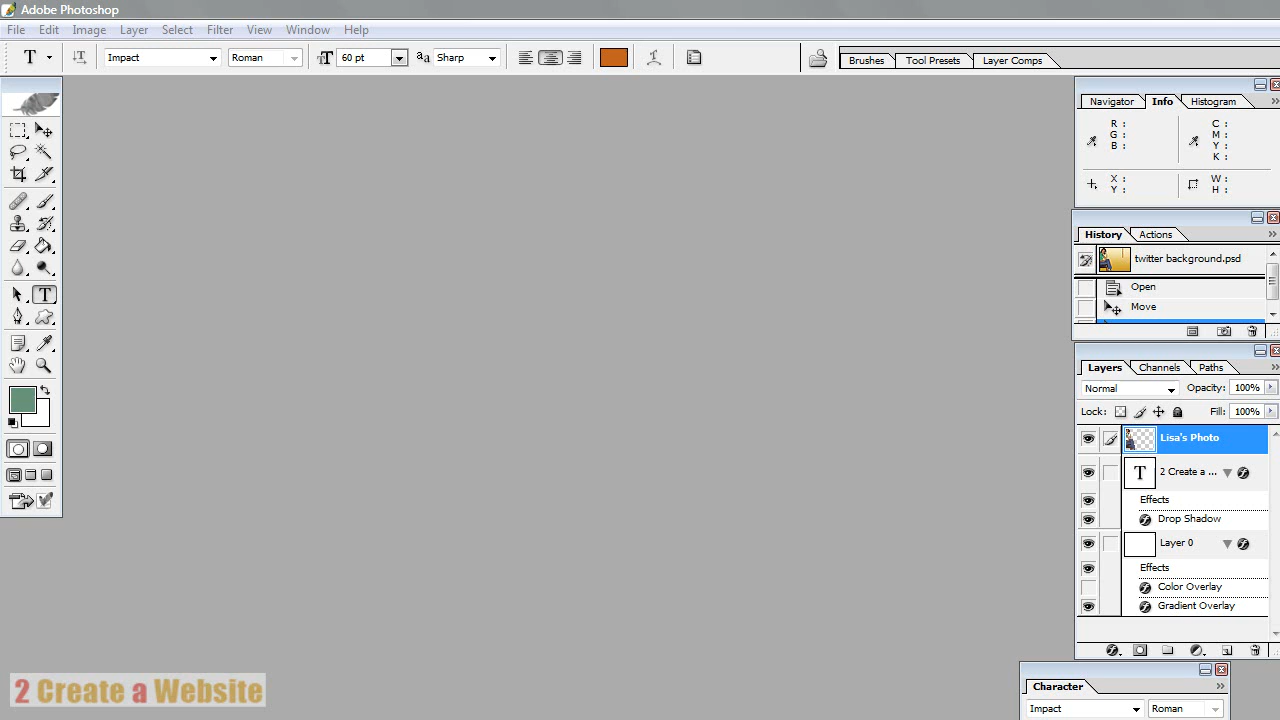 Adobe Photoshop
File Edit Image Layer Select Filter View Window Help
T Impact Roman TT 60 pt aa Sharp Brushes Tool Presets Layer Comps
Navigator Info Histogram
R : C :
G : M :
B : Y :
K :
X : W :
Y : H :
History Actions
twitter background.psd
Open
Move
Layers Channels Paths
Normal Opacity: 100%
Lock: Fill: 100%
Lisa's Photo
T 2 Create a ...
Effects
Drop Shadow
Layer 0
Effects
Color Overlay
Gradient Overlay
2 Create a Website
Character
Impact Roman